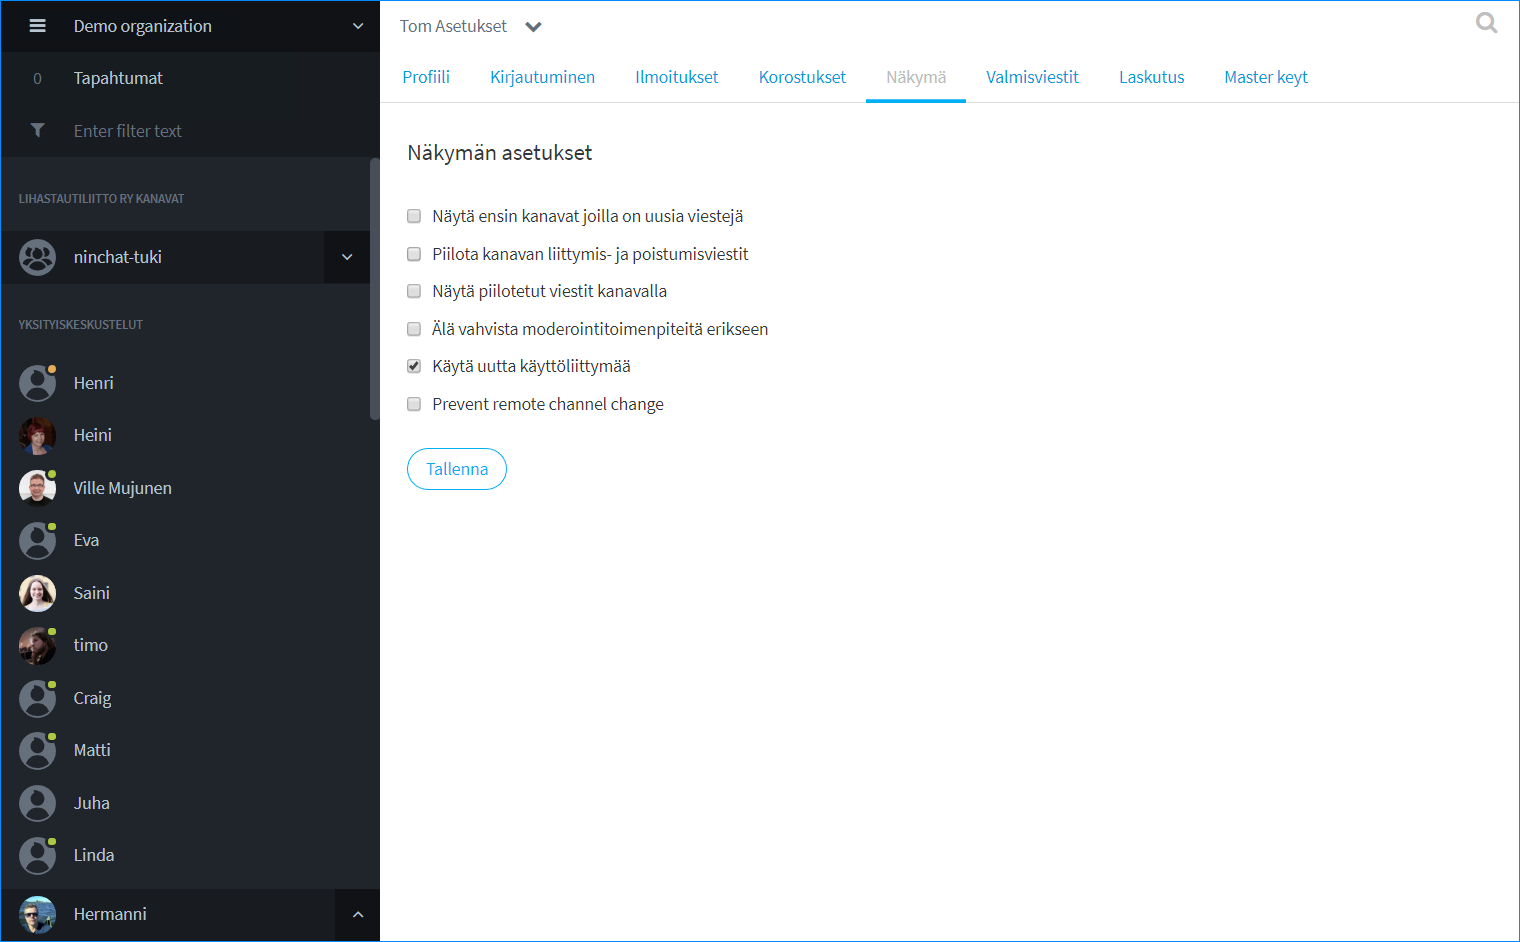 Demo organization
0 Tapahtumat
Enter filter text
LIHASTAUTILIITTO RY KANAVAT
ninchat-tuki
YKSITYISKESKUSTELUT
Henri
Heini
Ville Mujunen
Eva
Saini
timo
Craig
Matti
Juha
Linda
Hermanni
Tom Asetukset
Profiili Kirjautuminen Ilmoitukset Korostukset Näkymä Valmisviestit Laskutus Master keyt
Näkymän asetukset
Näytä ensin kanavat joilla on uusia viestejä
Piilota kanavan liittymis- ja poistumisviestit
Näytä piilotetut viestit kanavalla
Älä vahvista moderointitoimenpiteitä erikseen
Käytä uutta käyttöliittymää
Prevent remote channel change
Tallenna